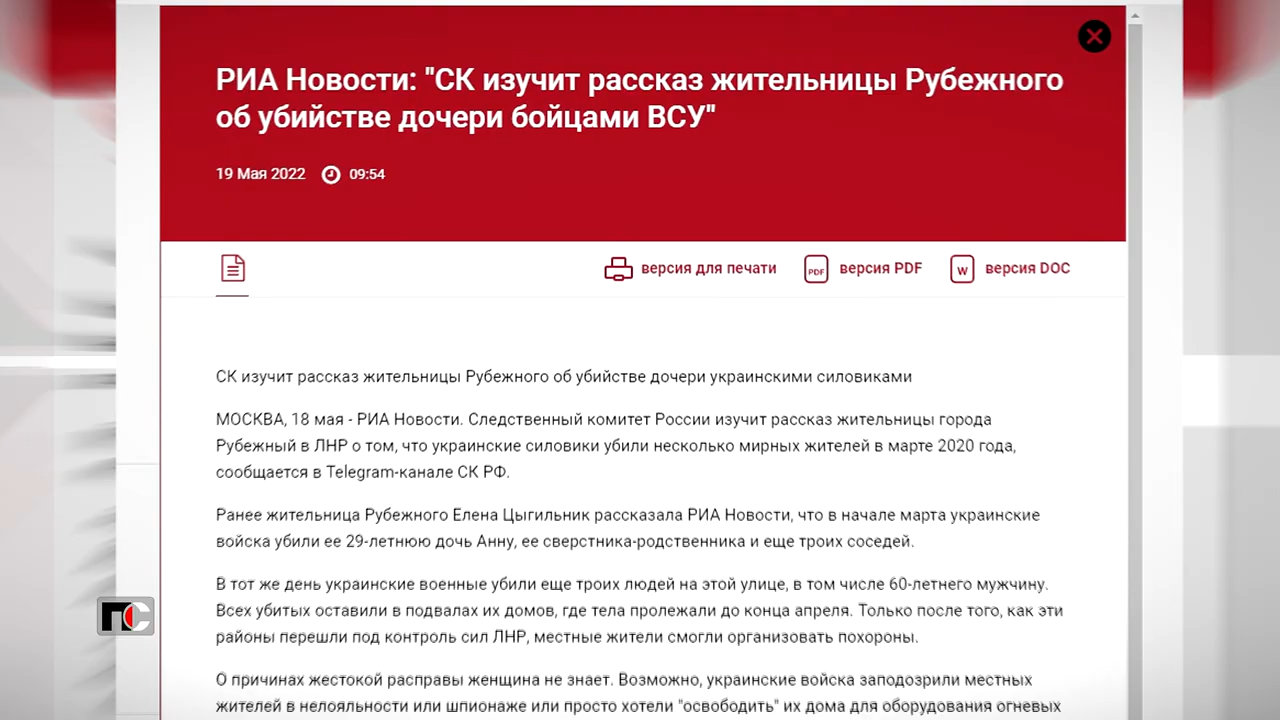 РИА Новости: "СК изучит рассказ жительницы Рубежного
об убийстве дочери бойцами ВСУ"
19 Мая 2022 09:54
версия для печати
PDF версия PDF
W версия DOC
СК изучит рассказ жительницы Рубежного об убийстве дочери украинскими силовиками
МОСКВА, 18 мая - РИА Новости. Следственный комитет России изучит рассказ жительницы города
Рубежный в ЛНР о том, что украинские силовики убили несколько мирных жителей в марте 2020 года,
сообщается в Telegram-канале СК РФ.
Ранее жительница Рубежного Елена Цыгильник рассказала РИА Новости, что в начале марта украинские
войска убили ее 29-летнюю дочь Анну, ее сверстника-родственника и еще троих соседей.
В тот же день украинские военные убили еще троих людей на этой улице, в том числе 60-летнего мужчину.
Всех убитых оставили в подвалах их домов, где тела пролежали до конца апреля. Только после того, как эти
районы перешли под контроль сил ЛНР, местные жители смогли организовать похороны.
ПС
О причинах жестокой расправы женщина не знает. Возможно, украинские войска заподозрили местных
жителей в нелояльности или шпионаже или просто хотели "освободить" их дома для оборудования огневых